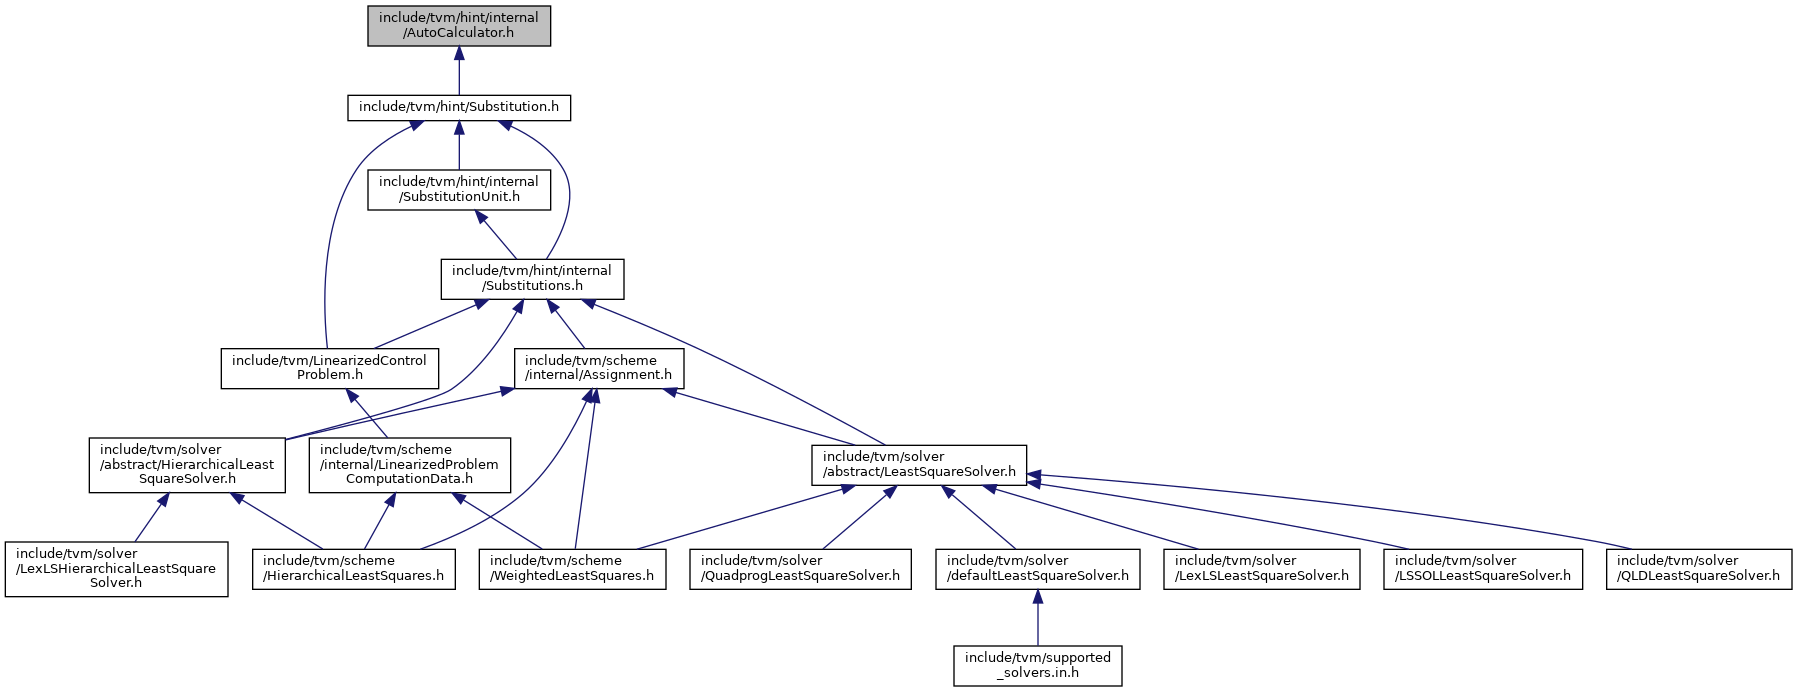 include/tvm/hint/internal
/AutoCalculator.h
include/tvm/hint/Substitution.h
include/tvm/hint/internal
/SubstitutionUnit.h
include/tvm/hint/internal
/Substitutions.h
include/tvm/LinearizedControl
Problem.h
include/tvm/scheme
/internal/Assignment.h
include/tvm/solver
/abstract/HierarchicalLeast
SquareSolver.h
include/tvm/scheme
/internal/LinearizedProblem
ComputationData.h
include/tvm/solver
/abstract/LeastSquareSolver.h
include/tvm/solver
/LexLSHierarchicalLeastSquare
Solver.h
include/tvm/scheme
/HierarchicalLeastSquares.h
include/tvm/scheme
/WeightedLeastSquares.h
include/tvm/solver
/QuadprogLeastSquareSolver.h
include/tvm/solver
/defaultLeastSquareSolver.h
include/tvm/solver
/LexLSLeastSquareSolver.h
include/tvm/solver
/LSSOLLeastSquareSolver.h
include/tvm/solver
/QLDLeastSquareSolver.h
include/tvm/supported
_solvers.in.h